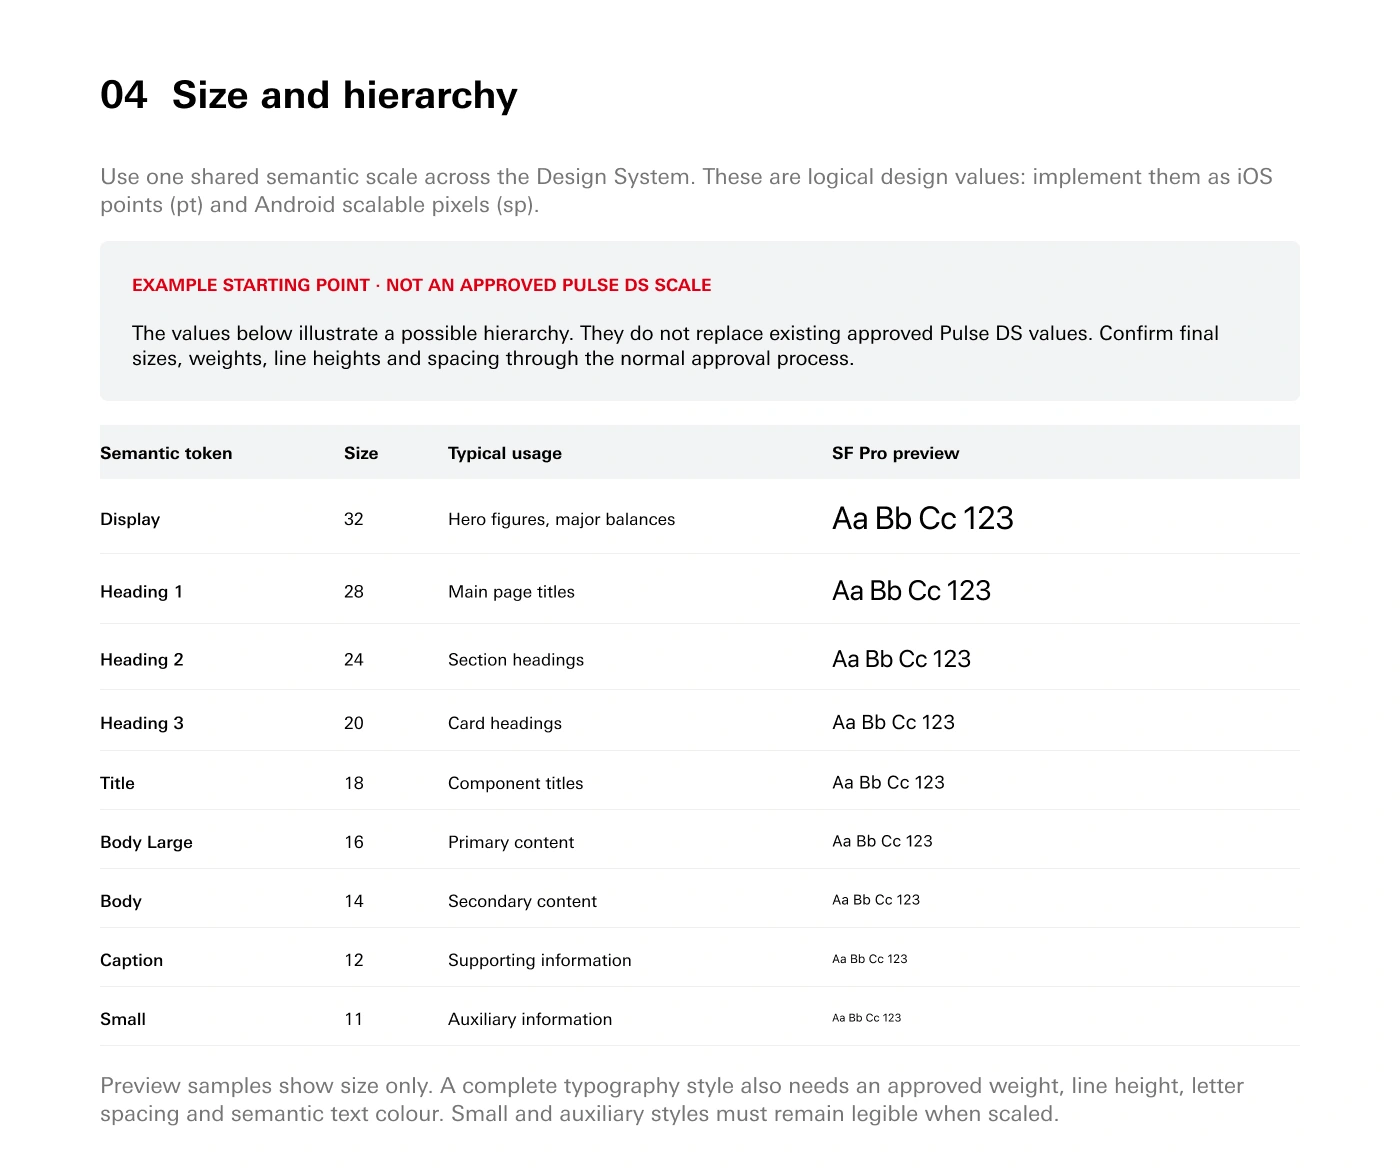 04 Size and hierarchy
Use one shared semantic scale across the Design System. These are logical design values: implement them as iOS
points (pt) and Android scalable pixels (sp).
EXAMPLE STARTING POINT · NOT AN APPROVED PULSE DS SCALE
The values below illustrate a possible hierarchy. They do not replace existing approved Pulse DS values. Confirm final
sizes, weights, line heights and spacing through the normal approval process.
Semantic token Size Typical usage SF Pro preview
Display 32 Hero figures, major balances Aa Bb Cc 123
Heading 1 28 Main page titles Aa Bb Cc 123
Heading 2 24 Section headings Aa Bb Cc 123
Heading 3 20 Card headings Aa Bb Cc 123
Title 18 Component titles Aa Bb Cc 123
Body Large 16 Primary content Aa Bb Cc 123
Body 14 Secondary content Aa Bb Cc 123
Caption 12 Supporting information Aa Bb Cc 123
Small 11 Auxiliary information Aa Bb Cc 123
Preview samples show size only. A complete typography style also needs an approved weight, line height, letter
spacing and semantic text colour. Small and auxiliary styles must remain legible when scaled.